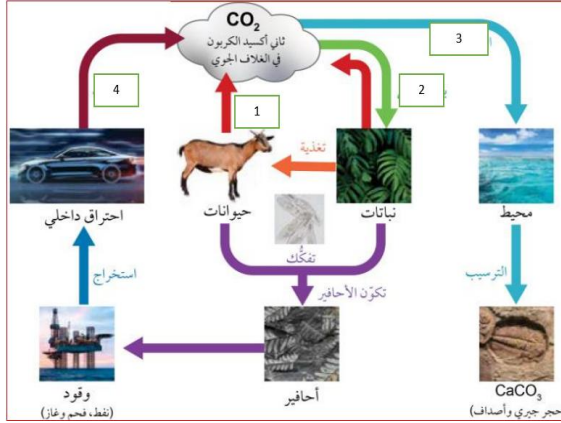 CO2
ثاني أكسيد الكربون
في الغلاف الجوي
3
4
1
2
تغذية
احتراق داخلي
حيوانات
نباتات
محيط
تفكُّك
استخراج
الترسيب
تكوّن الأحافير
وقود
(نفط، فحم وغاز)
أحافير
CaCO3
(حجر جيري وأصداف)